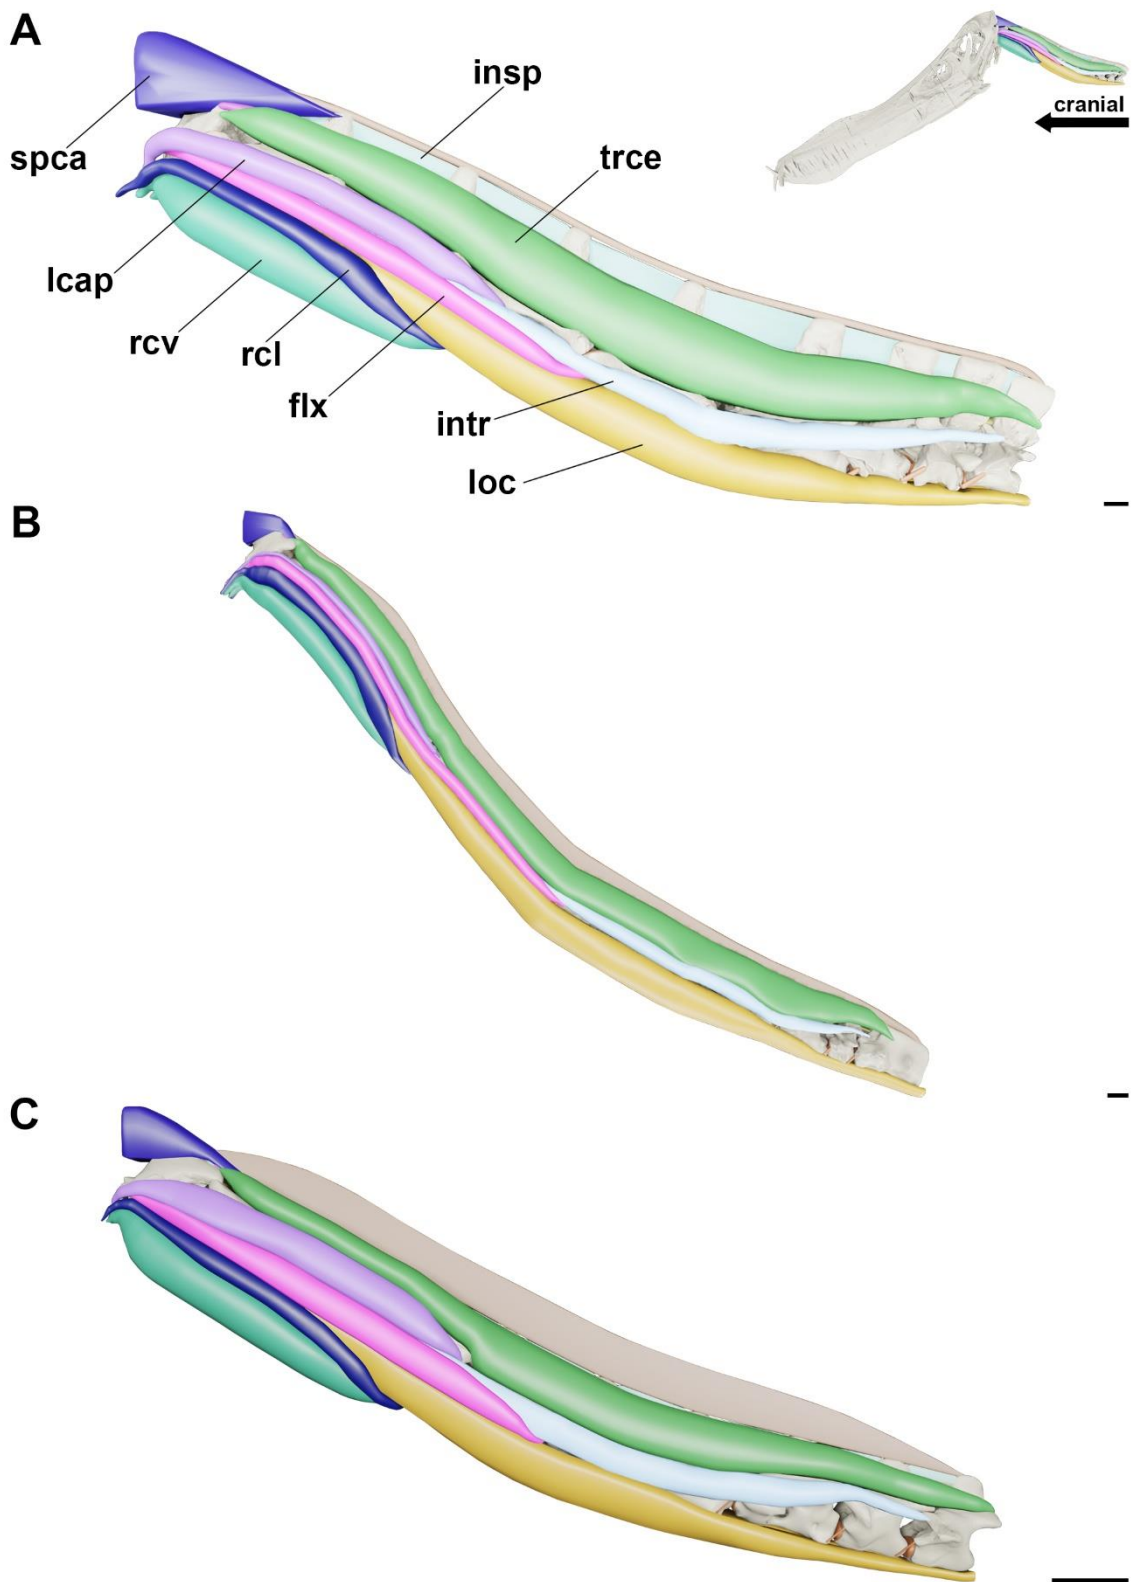 A
insp
trce
cranial
spca
lcap
rcv
rcl
flx
intr
loc
B
C